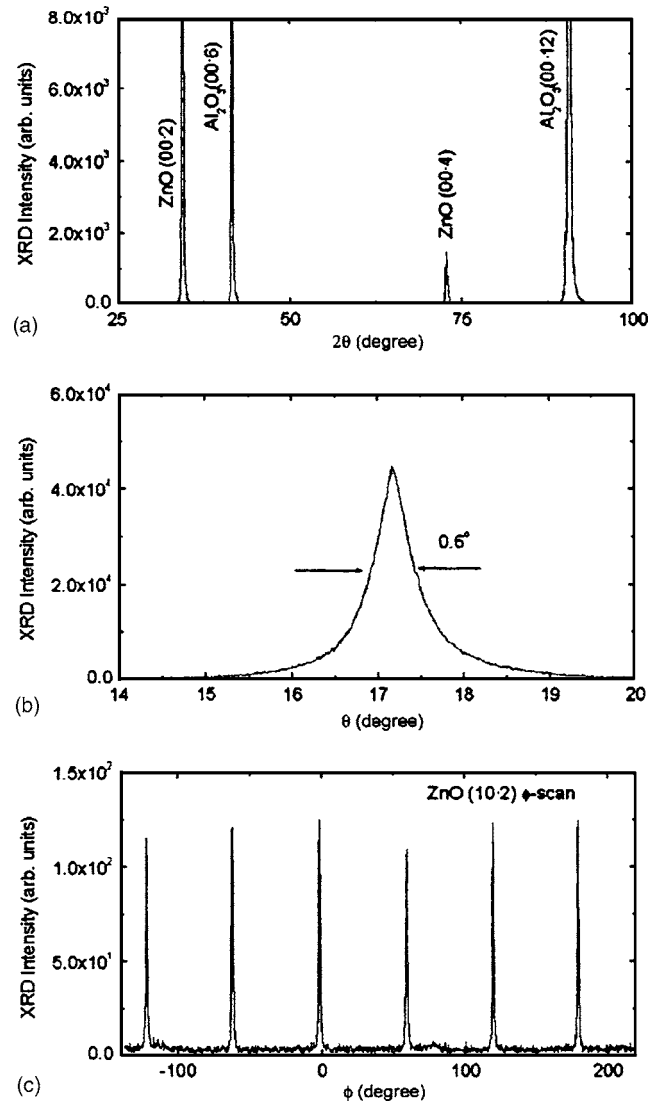 8.0x10³
6.0x10³
4.0x10³
2.0x10³
0.0
XRD Intensity (arb. units)
ZnO (00·2)
Al₂O₃(00·6)
ZnO (00·4)
Al₂O₃(00·12)
25 50 75 100
2θ (degree)
(a)
6.0x10⁴
4.0x10⁴
2.0x10⁴
0.0
XRD Intensity (arb. units)
0.6°
14 15 16 17 18 19 20
θ (degree)
(b)
1.5x10²
1.0x10²
5.0x10¹
0.0
XRD Intensity (arb. units)
ZnO (10·2) ϕ-scan
-100 0 100 200
ϕ (degree)
(c)